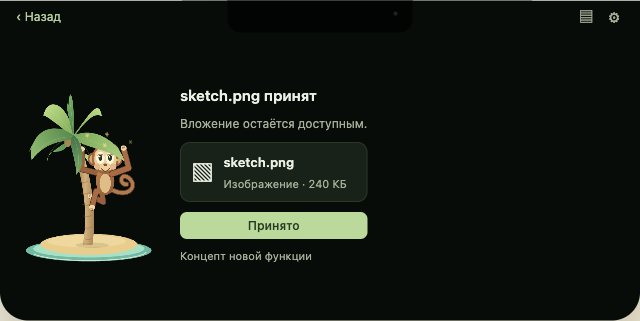 ‹ Назад
sketch.png принят
Вложение остаётся доступным.
sketch.png
Изображение · 240 КБ
Принято
Концепт новой функции